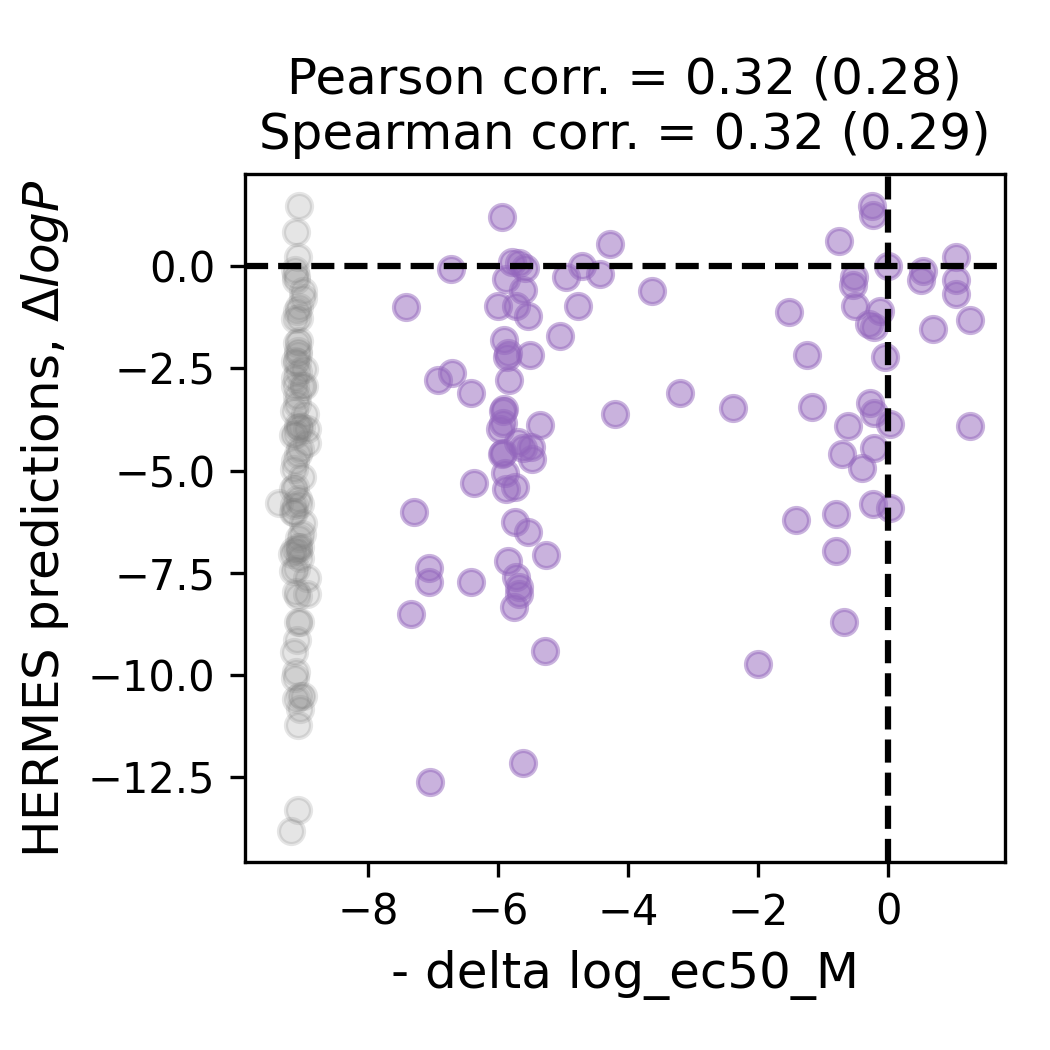 Pearson corr. = 0.32 (0.28)
Spearman corr. = 0.32 (0.29)
HERMES predictions, ΔlogP
0.0
−2.5
−5.0
−7.5
−10.0
−12.5
−8 −6 −4 −2 0
- delta log_ec50_M